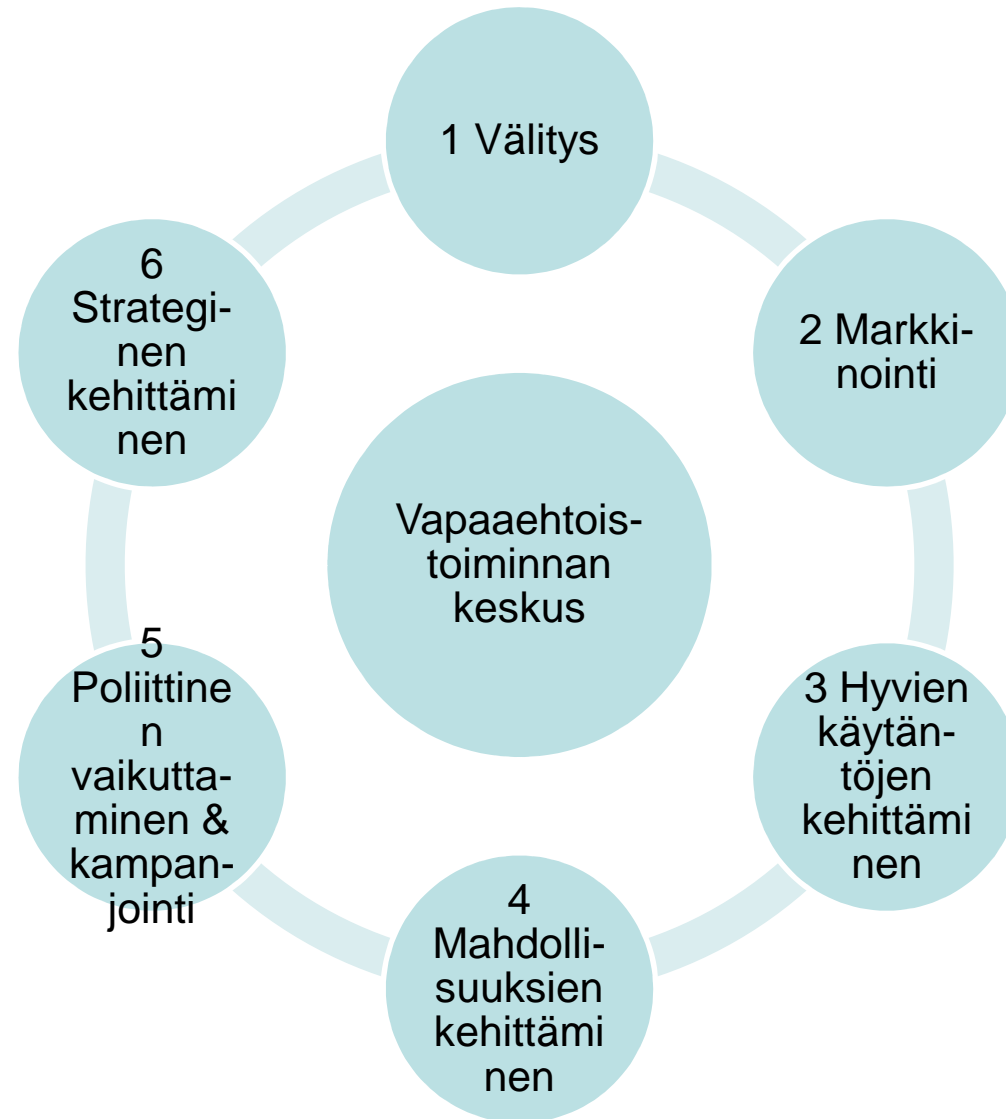 1 Välitys
2 Markki-
nointi
3 Hyvien
käytän-
töjen
kehittämi
nen
4
Mahdolli-
suuksien
kehittämi
nen
5
Poliittine
n
vaikutta-
minen &
kampan-
jointi
6
Strategi-
nen
kehittämi
nen
Vapaaehtois-
toiminnan
keskus